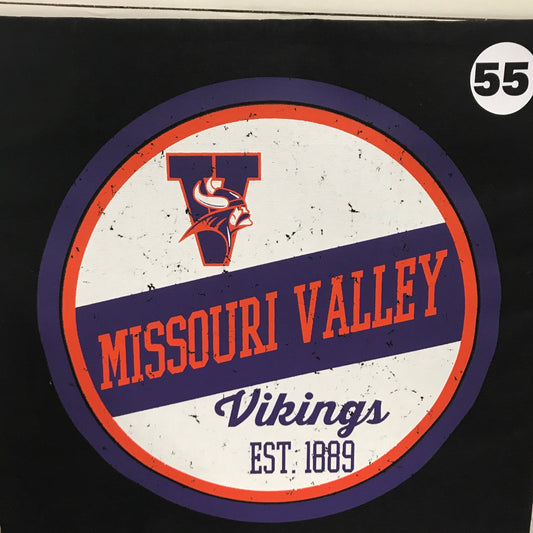 55
V
MISSOURI VALLEY
Vikings
EST. 1889